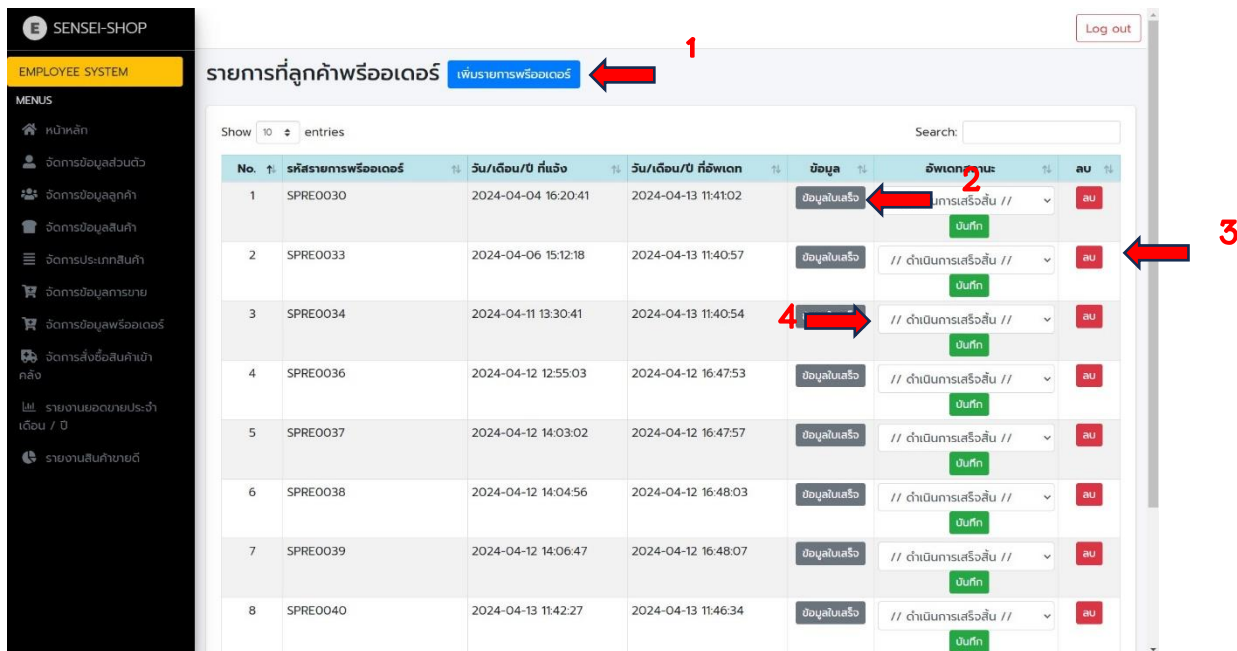 E SENSEI-SHOP
Log out
1
EMPLOYEE SYSTEM
รายการที่ลูกค้าพรีออเดอร์ เพิ่มรายการพรีออเดอร์
MENUS
หน้าหลัก
จัดการข้อมูลส่วนตัว
จัดการข้อมูลลูกค้า
จัดการข้อมูลสินค้า
จัดการประเภทสินค้า
จัดการข้อมูลการขาย
จัดการข้อมูลพรีออเดอร์
จัดการสั่งซื้อสินค้าเข้า
คลัง
รายงานยอดขายประจำ
เดือน / ปี
รายงานสินค้าขายดี
Show 10 entries Search:
No. รหัสรายการพรีออเดอร์ วัน/เดือน/ปี ที่แจ้ง วัน/เดือน/ปี ที่อัพเดท ข้อมูล ลบ
2
1 SPRE0030 2024-04-04 16:20:41 2024-04-13 11:41:02 ข้อมูลใบเสร็จ การเสร็จสิ้น // ลบ
บันทึก
3
2 SPRE0033 2024-04-06 15:12:18 2024-04-13 11:40:57 ข้อมูลใบเสร็จ // ดำเนินการเสร็จสิ้น // ลบ
บันทึก
3 SPRE0034 2024-04-11 13:30:41 2024-04-13 11:40:54 4 // ดำเนินการเสร็จสิ้น // ลบ
บันทึก
4 SPRE0036 2024-04-12 12:55:03 2024-04-12 16:47:53 ข้อมูลใบเสร็จ // ดำเนินการเสร็จสิ้น // ลบ
บันทึก
5 SPRE0037 2024-04-12 14:03:02 2024-04-12 16:47:57 ข้อมูลใบเสร็จ // ดำเนินการเสร็จสิ้น // ลบ
บันทึก
6 SPRE0038 2024-04-12 14:04:56 2024-04-12 16:48:03 ข้อมูลใบเสร็จ // ดำเนินการเสร็จสิ้น // ลบ
บันทึก
7 SPRE0039 2024-04-12 14:06:47 2024-04-12 16:48:07 ข้อมูลใบเสร็จ // ดำเนินการเสร็จสิ้น // ลบ
บันทึก
8 SPRE0040 2024-04-13 11:42:27 2024-04-13 11:46:34 ข้อมูลใบเสร็จ // ดำเนินการเสร็จสิ้น // ลบ
บันทึก